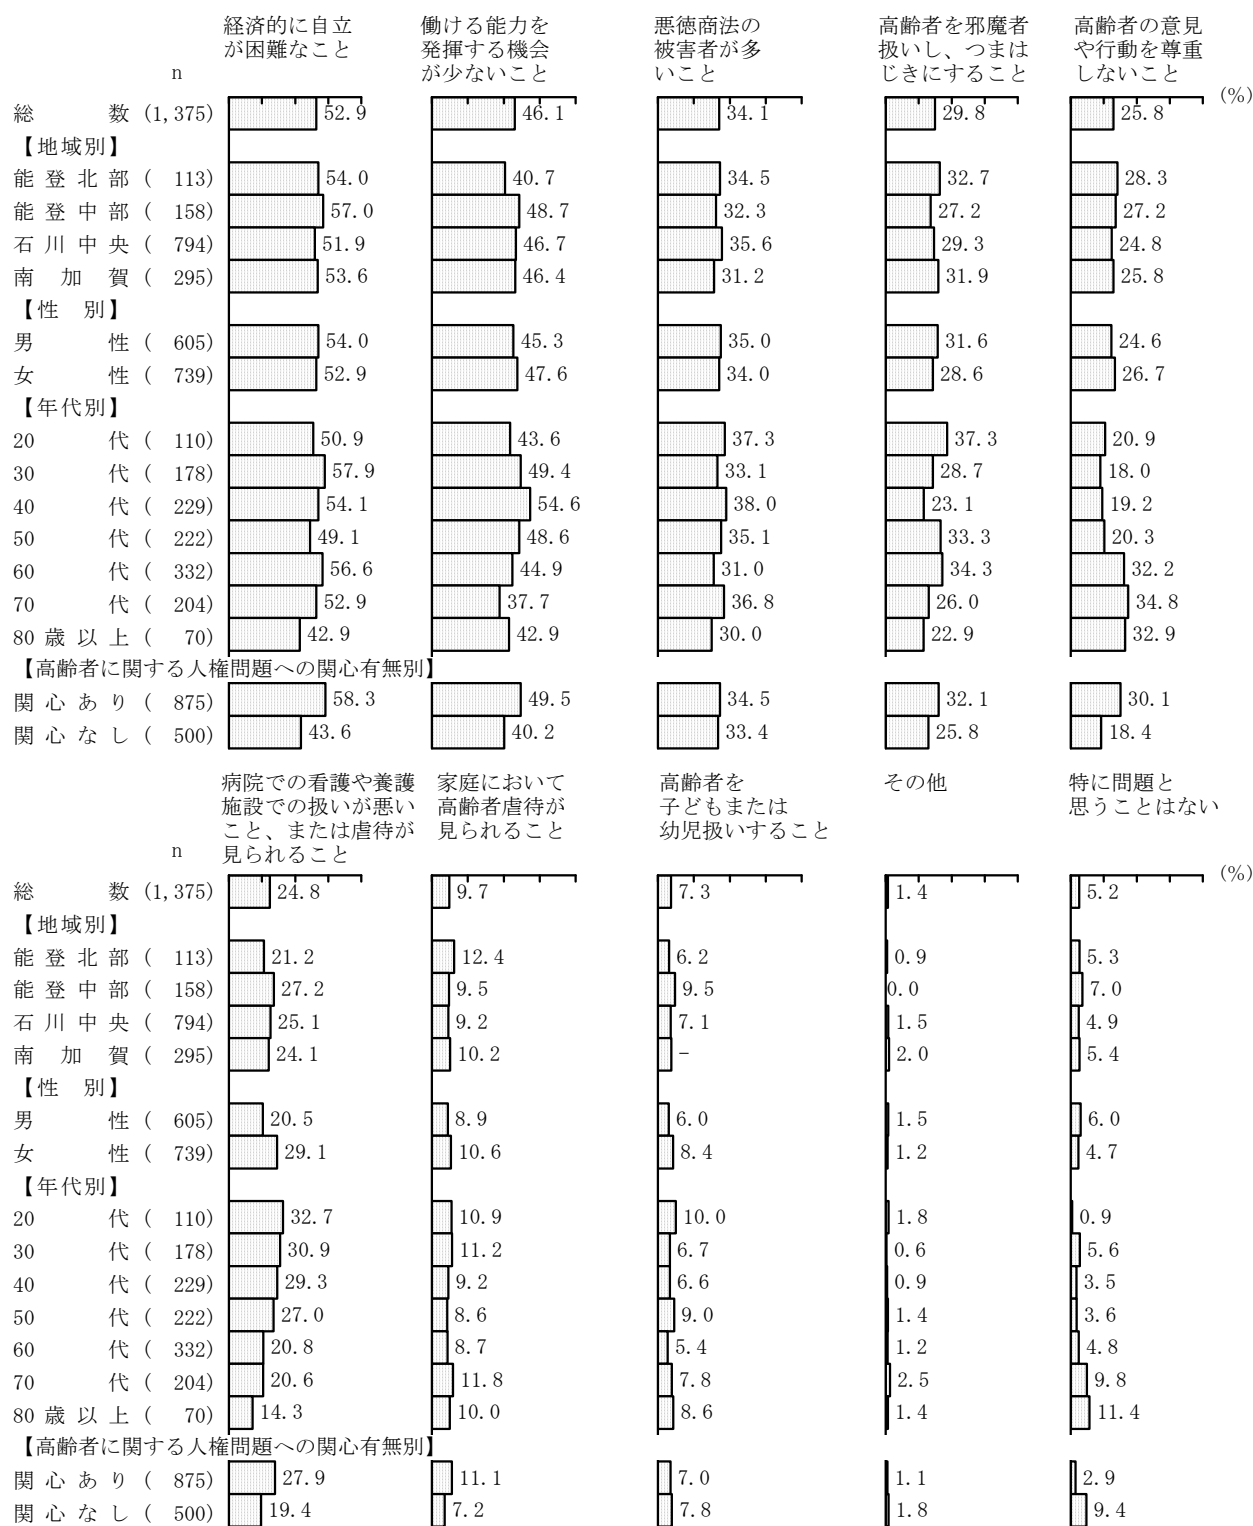 経済的に自立
が困難なこと
働ける能力を
発揮する機会
が少ないこと
悪徳商法の
被害者が多
いこと
高齢者を邪魔者
扱いし、つまは
じきにすること
高齢者の意見
や行動を尊重
しないこと
n
(%)
総 数 (1,375) 52.9 46.1 34.1 29.8 25.8
【地域別】
能登北部 ( 113) 54.0 40.7 34.5 32.7 28.3
能登中部 ( 158) 57.0 48.7 32.3 27.2 27.2
石川中央 ( 794) 51.9 46.7 35.6 29.3 24.8
南加賀 ( 295) 53.6 46.4 31.2 31.9 25.8
【性 別】
男 性 ( 605) 54.0 45.3 35.0 31.6 24.6
女 性 ( 739) 52.9 47.6 34.0 28.6 26.7
【年代別】
20 代 ( 110) 50.9 43.6 37.3 37.3 20.9
30 代 ( 178) 57.9 49.4 33.1 28.7 18.0
40 代 ( 229) 54.1 54.6 38.0 23.1 19.2
50 代 ( 222) 49.1 48.6 35.1 33.3 20.3
60 代 ( 332) 56.6 44.9 31.0 34.3 32.2
70 代 ( 204) 52.9 37.7 36.8 26.0 34.8
80歳以上 ( 70) 42.9 42.9 30.0 22.9 32.9
【高齢者に関する人権問題への関心有無別】
関心あり ( 875) 58.3 49.5 34.5 32.1 30.1
関心なし ( 500) 43.6 40.2 33.4 25.8 18.4
病院での看護や養護
施設での扱いが悪い
こと、または虐待が
見られること
家庭において
高齢者虐待が
見られること
高齢者を
子どもまたは
幼児扱いすること
その他
特に問題と
思うことはない
n
(%)
総 数 (1,375) 24.8 9.7 7.3 1.4 5.2
【地域別】
能登北部 ( 113) 21.2 12.4 6.2 0.9 5.3
能登中部 ( 158) 27.2 9.5 9.5 0.0 7.0
石川中央 ( 794) 25.1 9.2 7.1 1.5 4.9
南加賀 ( 295) 24.1 10.2 - 2.0 5.4
【性 別】
男 性 ( 605) 20.5 8.9 6.0 1.5 6.0
女 性 ( 739) 29.1 10.6 8.4 1.2 4.7
【年代別】
20 代 ( 110) 32.7 10.9 10.0 1.8 0.9
30 代 ( 178) 30.9 11.2 6.7 0.6 5.6
40 代 ( 229) 29.3 9.2 6.6 0.9 3.5
50 代 ( 222) 27.0 8.6 9.0 1.4 3.6
60 代 ( 332) 20.8 8.7 5.4 1.2 4.8
70 代 ( 204) 20.6 11.8 7.8 2.5 9.8
80歳以上 ( 70) 14.3 10.0 8.6 1.4 11.4
【高齢者に関する人権問題への関心有無別】
関心あり ( 875) 27.9 11.1 7.0 1.1 2.9
関心なし ( 500) 19.4 7.2 7.8 1.8 9.4